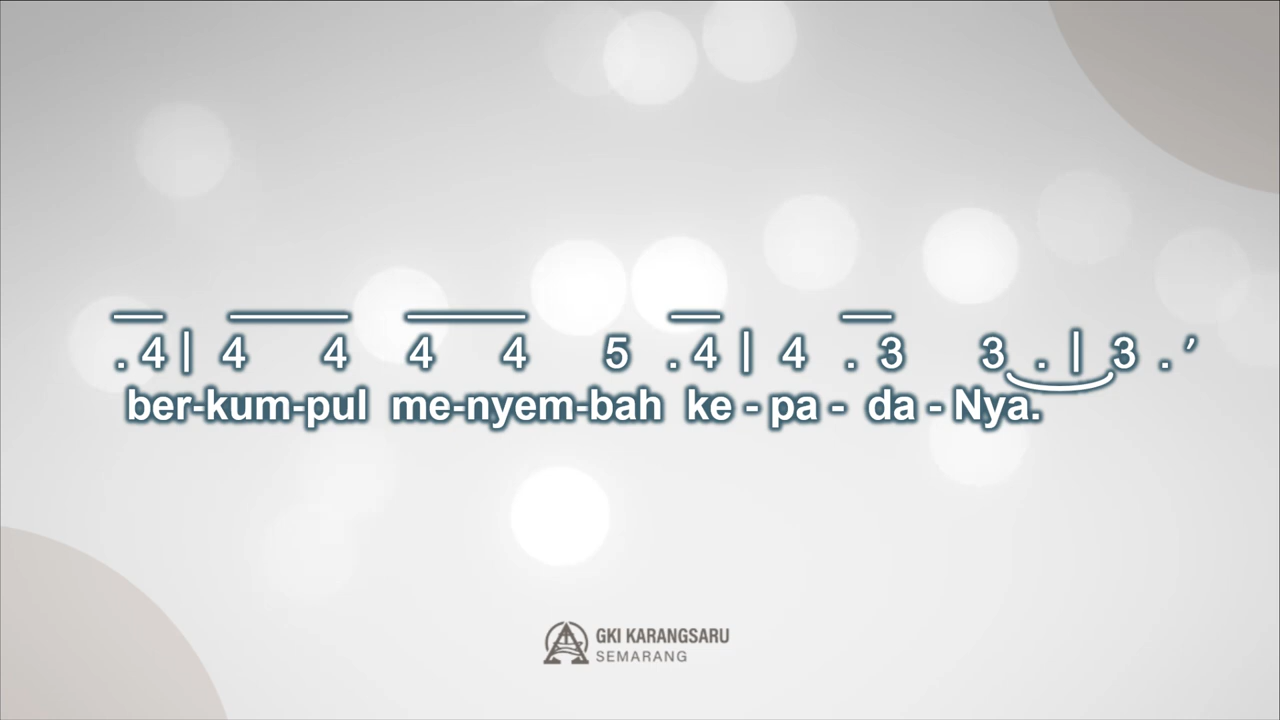 . 4 | 4 4 4 4 5 . 4 | 4 . 3 3 . | 3 . ’
ber-kum-pul me-nyem-bah ke - pa - da - Nya.
GKI KARANGSARU
SEMARANG